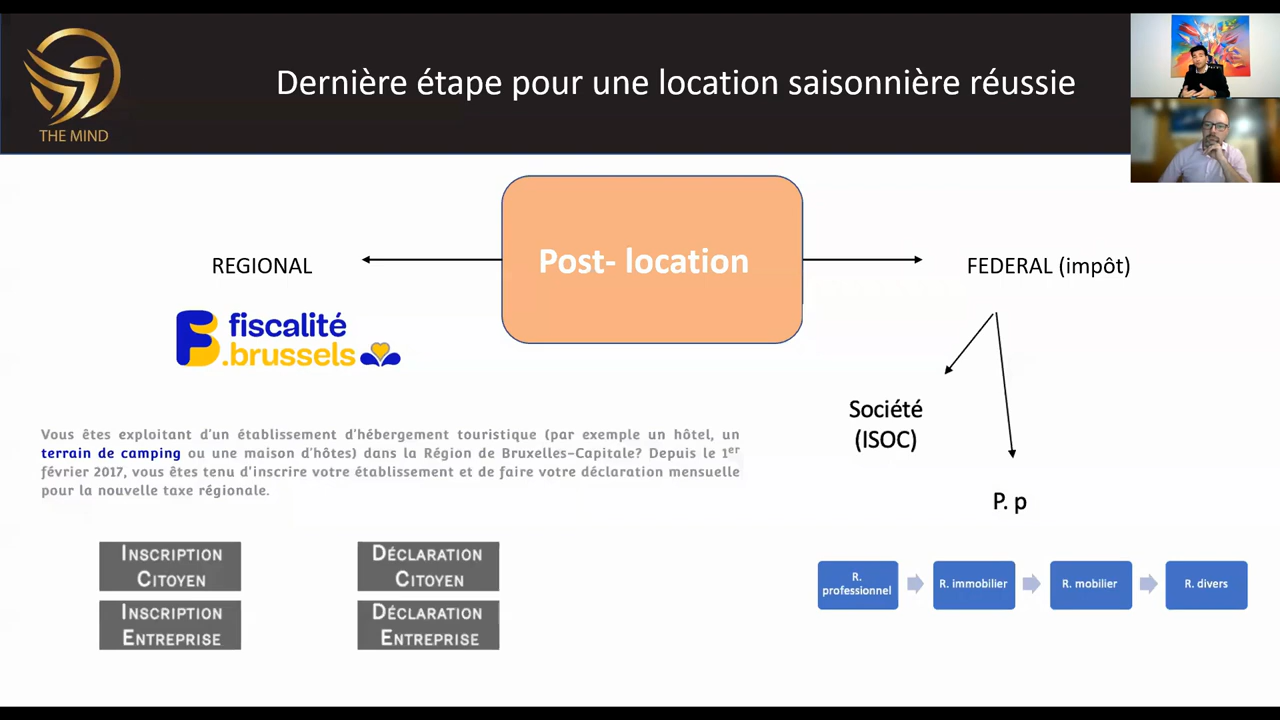 THE MIND
Dernière étape pour une location saisonnière réussie
Post- location
REGIONAL
FEDERAL (impôt)
fiscalité
.brussels
Société
(ISOC)
P. p
Vous êtes exploitant d'un établissement d'hébergement touristique (par exemple un hôtel, un
terrain de camping ou une maison d'hôtes) dans la Région de Bruxelles-Capitale? Depuis le 1er
février 2017, vous êtes tenu d'inscrire votre établissement et de faire votre déclaration mensuelle
pour la nouvelle taxe régionale.
INSCRIPTION
CITOYEN
DÉCLARATION
CITOYEN
INSCRIPTION
ENTREPRISE
DÉCLARATION
ENTREPRISE
R.
professionnel
R. immobilier
R. mobilier
R. divers